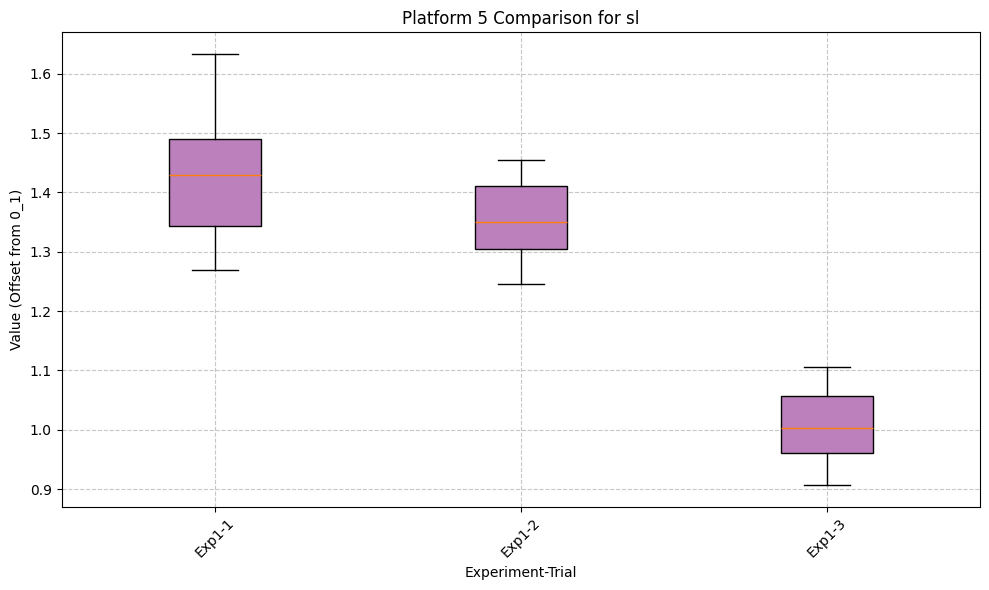 Platform 5 Comparison for sl
Value (Offset from 0_1)
1.6
1.5
1.4
1.3
1.2
1.1
1.0
0.9
Exp1-1
Exp1-2
Exp1-3
Experiment-Trial